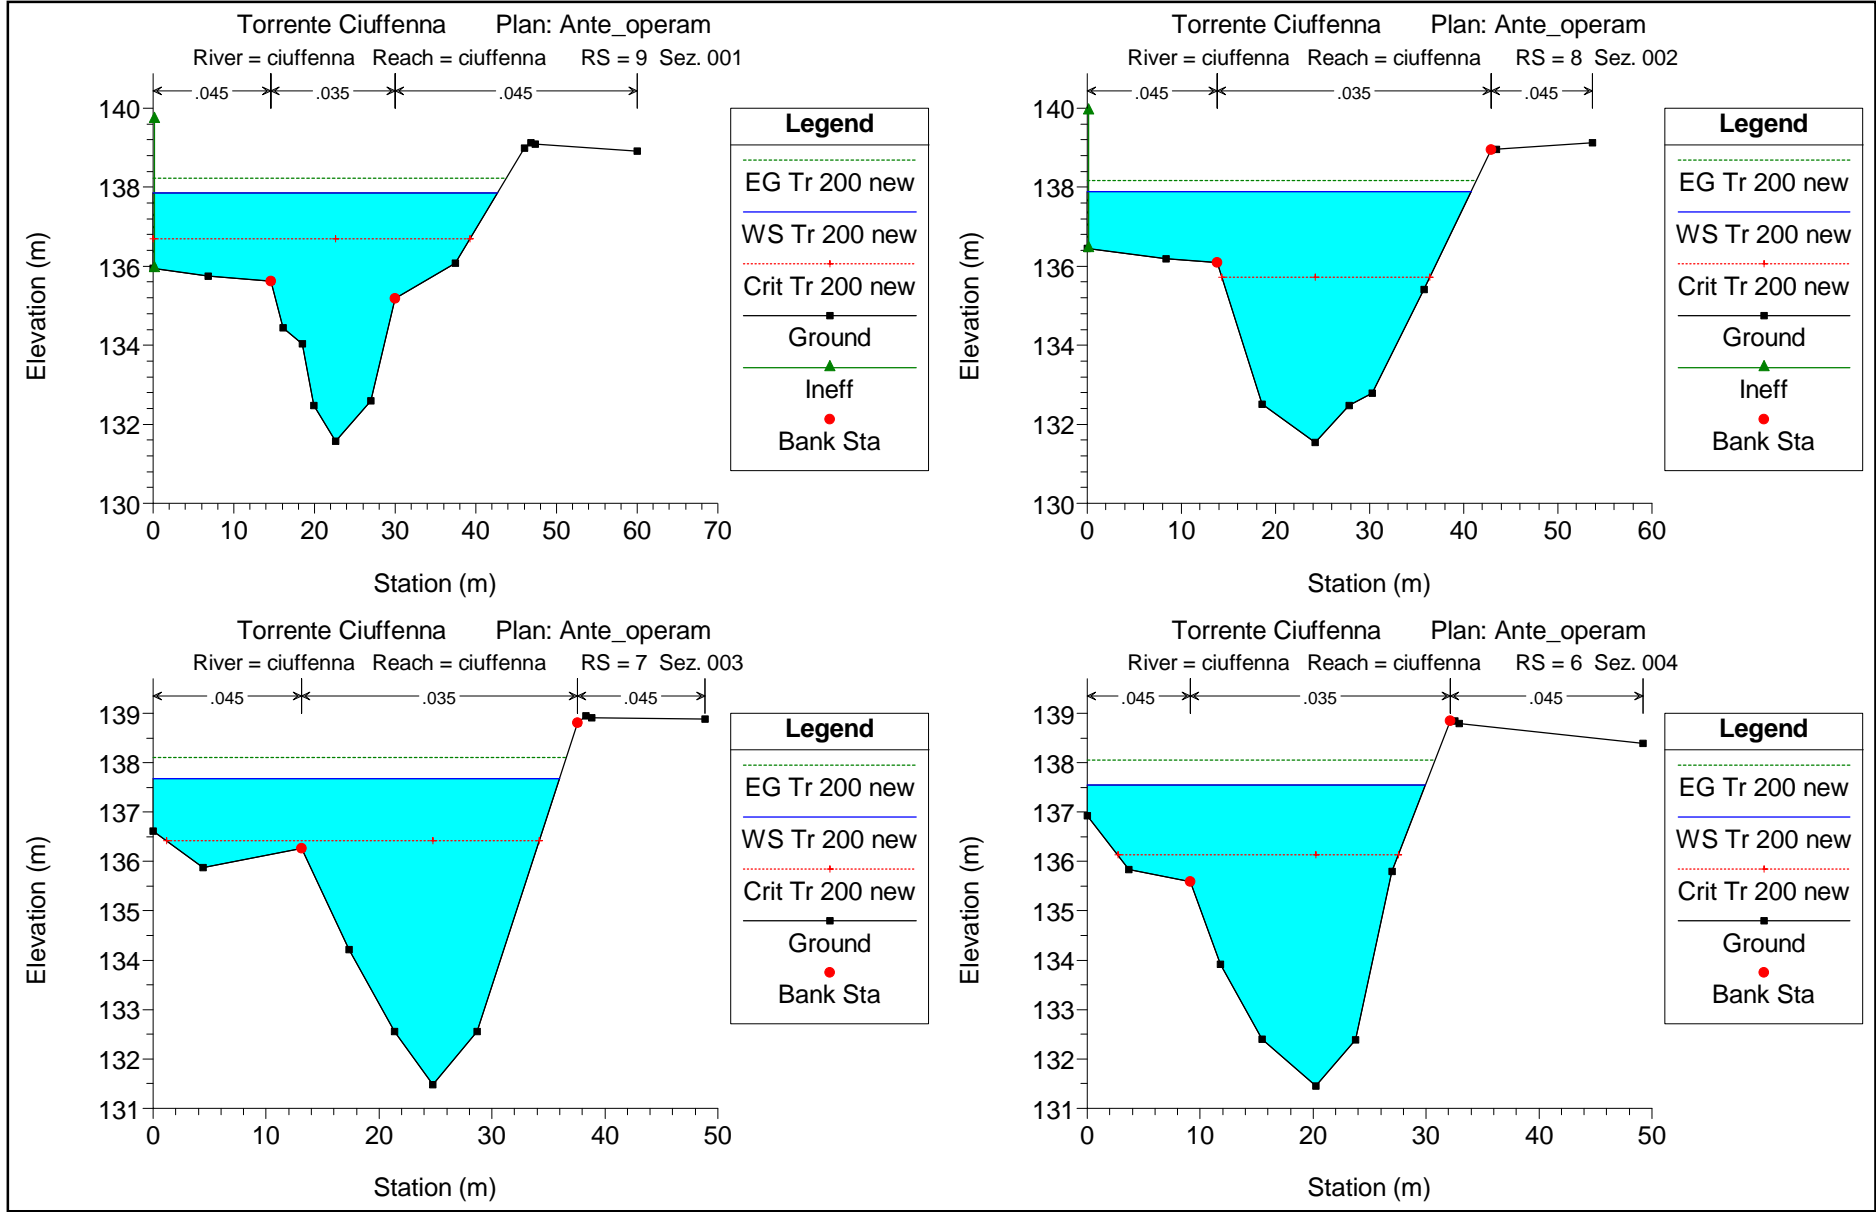 Torrente Ciuffenna Plan: Ante_operam
River = ciuffenna Reach = ciuffenna RS = 9 Sez. 001
.045 .035 .045
140
138
136
134
132
130
0 10 20 30 40 50 60 70
Elevation (m)
Station (m)
Legend
EG Tr 200 new
WS Tr 200 new
Crit Tr 200 new
Ground
Ineff
Bank Sta
Torrente Ciuffenna Plan: Ante_operam
River = ciuffenna Reach = ciuffenna RS = 8 Sez. 002
.045 .035 .045
140
138
136
134
132
130
0 10 20 30 40 50 60
Elevation (m)
Station (m)
Legend
EG Tr 200 new
WS Tr 200 new
Crit Tr 200 new
Ground
Ineff
Bank Sta
Torrente Ciuffenna Plan: Ante_operam
River = ciuffenna Reach = ciuffenna RS = 7 Sez. 003
.045 .035 .045
139
138
137
136
135
134
133
132
131
0 10 20 30 40 50
Elevation (m)
Station (m)
Legend
EG Tr 200 new
WS Tr 200 new
Crit Tr 200 new
Ground
Bank Sta
Torrente Ciuffenna Plan: Ante_operam
River = ciuffenna Reach = ciuffenna RS = 6 Sez. 004
.045 .035 .045
139
138
137
136
135
134
133
132
131
0 10 20 30 40 50
Elevation (m)
Station (m)
Legend
EG Tr 200 new
WS Tr 200 new
Crit Tr 200 new
Ground
Bank Sta